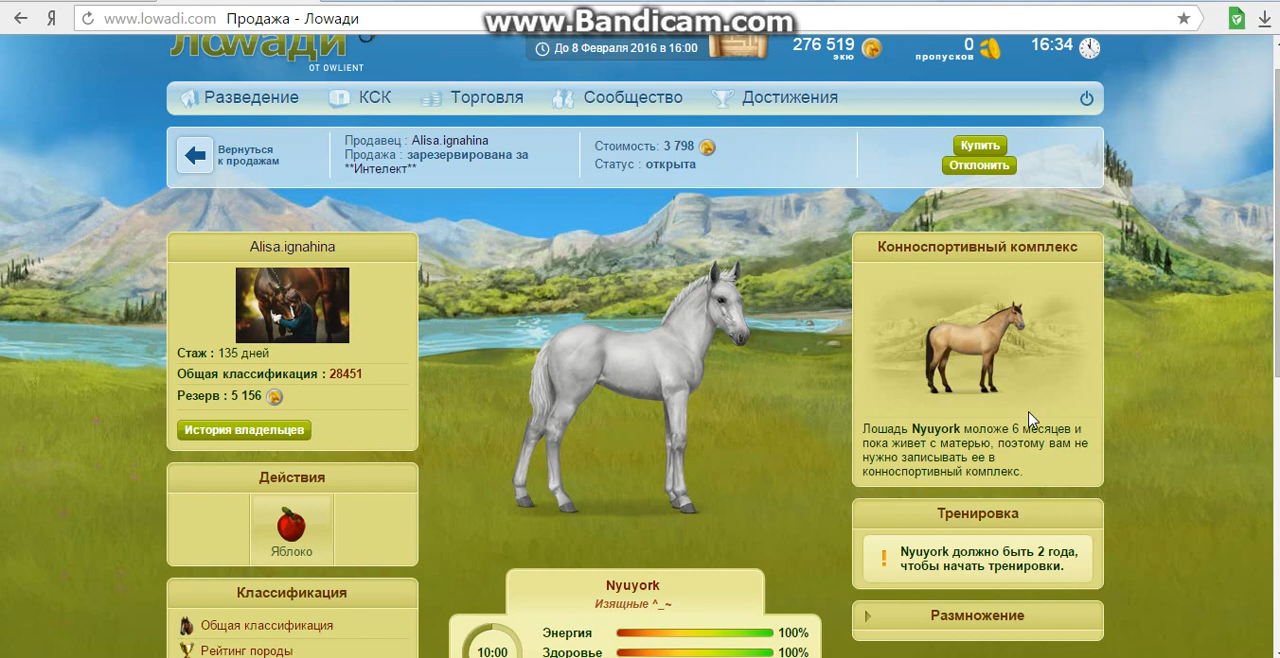 www.lowadi.com Продажа - Ловади
www.Bandicam.com
Лowади
ОТ OWLIENT
До 8 Февраля 2016 в 16:00
276 519
экю
0
пропусков
16:34
Разведение
КСК
Торговля
Сообщество
Достижения
Вернуться
к продажам
Продавец : Alisa.ignahina
Продажа : зарезервирована за
**Интелект**
Стоимость: 3 798
Статус : открыта
Купить
Отклонить
Alisa.ignahina
Стаж : 135 дней
Общая классификация : 28451
Резерв : 5 156
История владельцев
Действия
Яблоко
Классификация
Общая классификация
Рейтинг породы
Nyuyork
Изящные ^_~
10:00
Энергия 100%
Здоровье 100%
Конноспортивный комплекс
Лошадь Nyuyork моложе 6 месяцев и
пока живет с матерью, поэтому вам не
нужно записывать ее в
конноспортивный комплекс.
Тренировка
Nyuyork должно быть 2 года,
чтобы начать тренировки.
Размножение